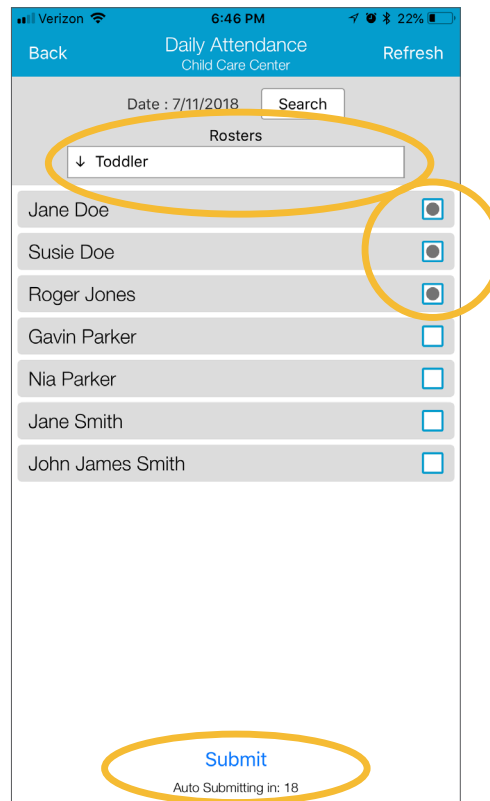 Verizon 6:46 PM 22%
Back Daily Attendance Refresh
Child Care Center
Date : 7/11/2018 Search
Rosters
↓ Toddler
Jane Doe
Susie Doe
Roger Jones
Gavin Parker
Nia Parker
Jane Smith
John James Smith
Submit
Auto Submitting in: 18